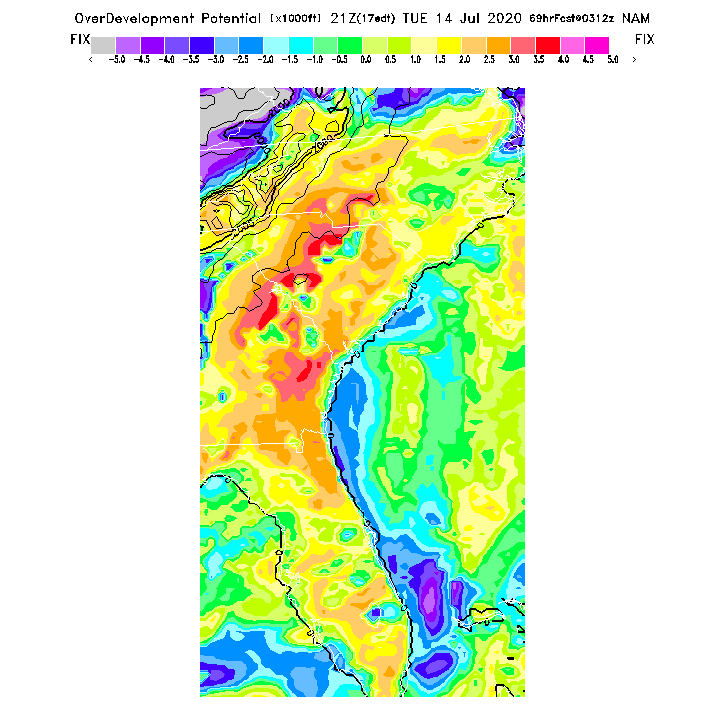 OverDevelopment Potential [x1000ft] 21Z(17edt) TUE 14 Jul 2020 69hrFcst@0312z NAM
FIX FIX
< -5.0 -4.5 -4.0 -3.5 -3.0 -2.5 -2.0 -1.5 -1.0 -0.5 0.0 0.5 1.0 1.5 2.0 2.5 3.0 3.5 4.0 4.5 5.0 >
2000